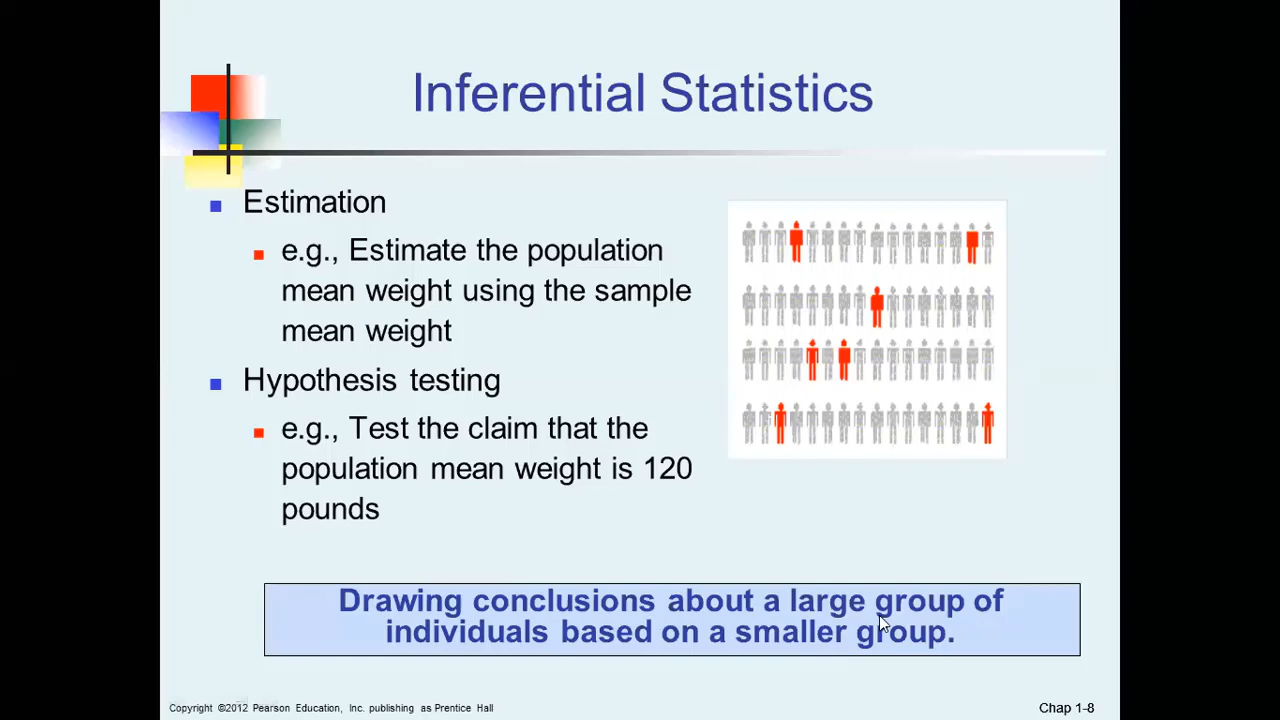 Inferential Statistics
Estimation
e.g., Estimate the population
mean weight using the sample
mean weight
Hypothesis testing
e.g., Test the claim that the
population mean weight is 120
pounds
Drawing conclusions about a large group of
individuals based on a smaller group.
Copyright ©2012 Pearson Education, Inc. publishing as Prentice Hall
Chap 1-8